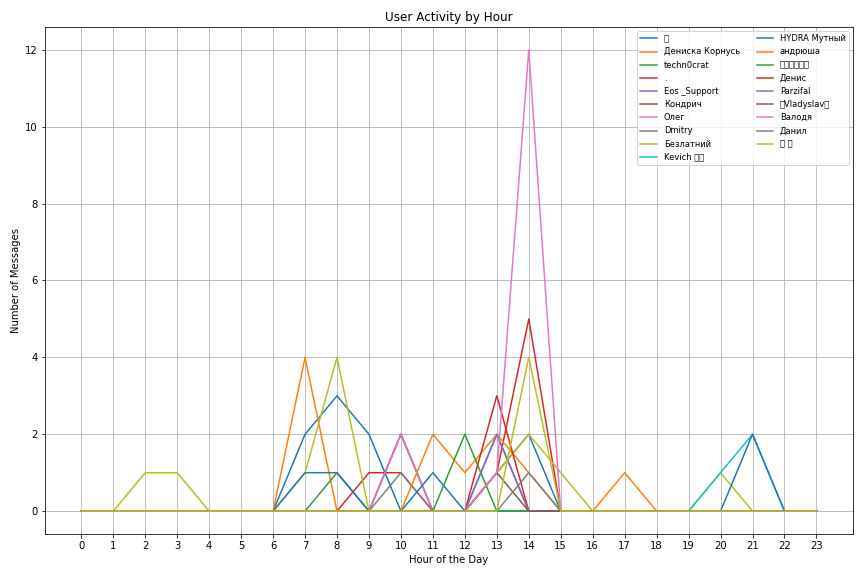 User Activity by Hour
Number of Messages
12
10
8
6
4
2
0
Дениска Корнусь
techn0crat
.
Eos _Support
Кондрич
Олег
Dmitry
Безлатний
Kevich
HYDRA Мутный
андрюша
Денис
Parzifal
Vladyslav
Валодя
Данил
0 1 2 3 4 5 6 7 8 9 10 11 12 13 14 15 16 17 18 19 20 21 22 23
Hour of the Day